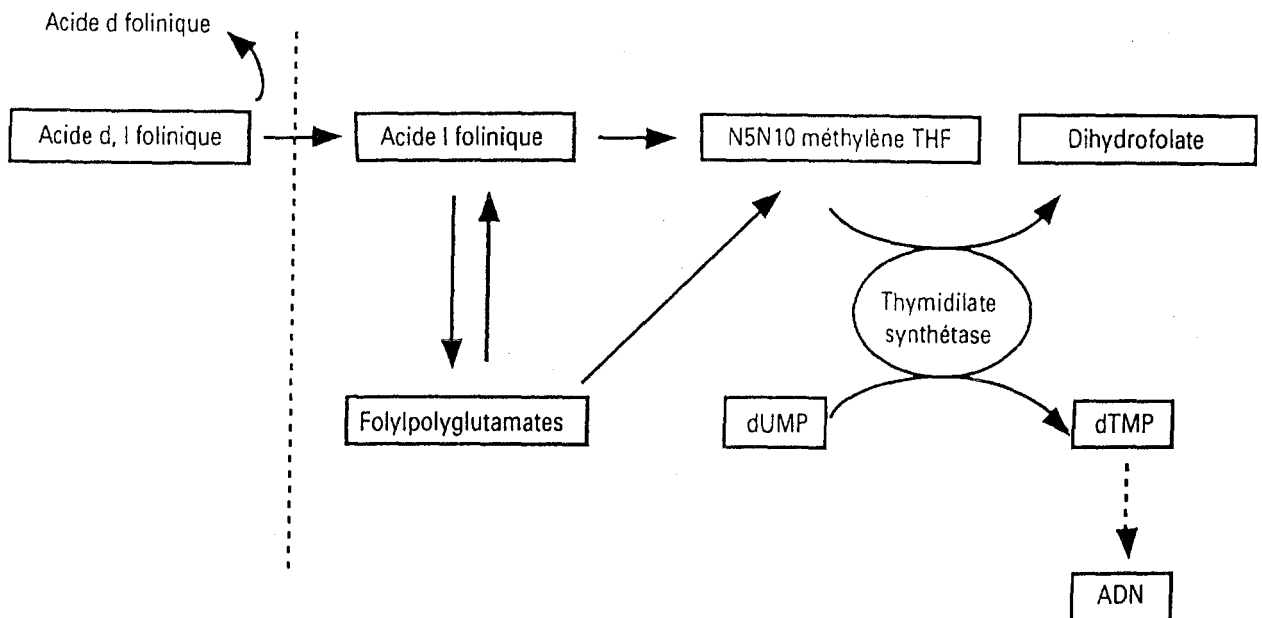 Acide d folinique
Acide d, l folinique
Acide l folinique
N5N10 méthylène THF
Dihydrofolate
Thymidilate
synthétase
Folylpolyglutamates
dUMP
dTMP
ADN